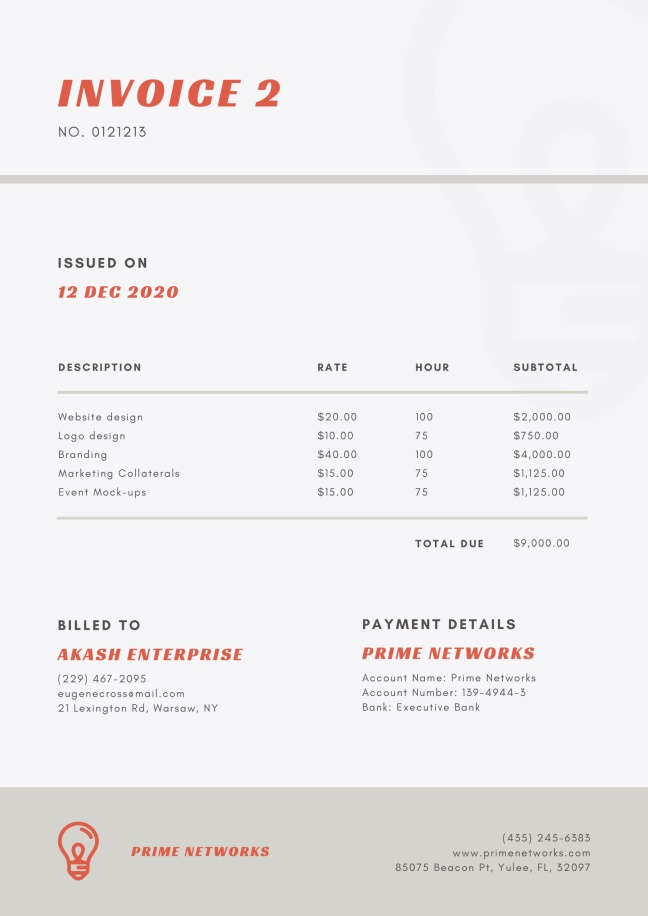 INVOICE 2
NO. 0121213
ISSUED ON
12 DEC 2020
DESCRIPTION RATE HOUR SUBTOTAL
Website design $20.00 100 $2,000.00
Logo design $10.00 75 $750.00
Branding $40.00 100 $4,000.00
Marketing Collaterals $15.00 75 $1,125.00
Event Mock-ups $15.00 75 $1,125.00
TOTAL DUE $9,000.00
BILLED TO
AKASH ENTERPRISE
(229) 467-2095
eugenecross@mail.com
21 Lexington Rd, Warsaw, NY
PAYMENT DETAILS
PRIME NETWORKS
Account Name: Prime Networks
Account Number: 139-4944-3
Bank: Executive Bank
PRIME NETWORKS
(435) 245-6383
www.primenetworks.com
85075 Beacon Pt, Yulee, FL, 32097